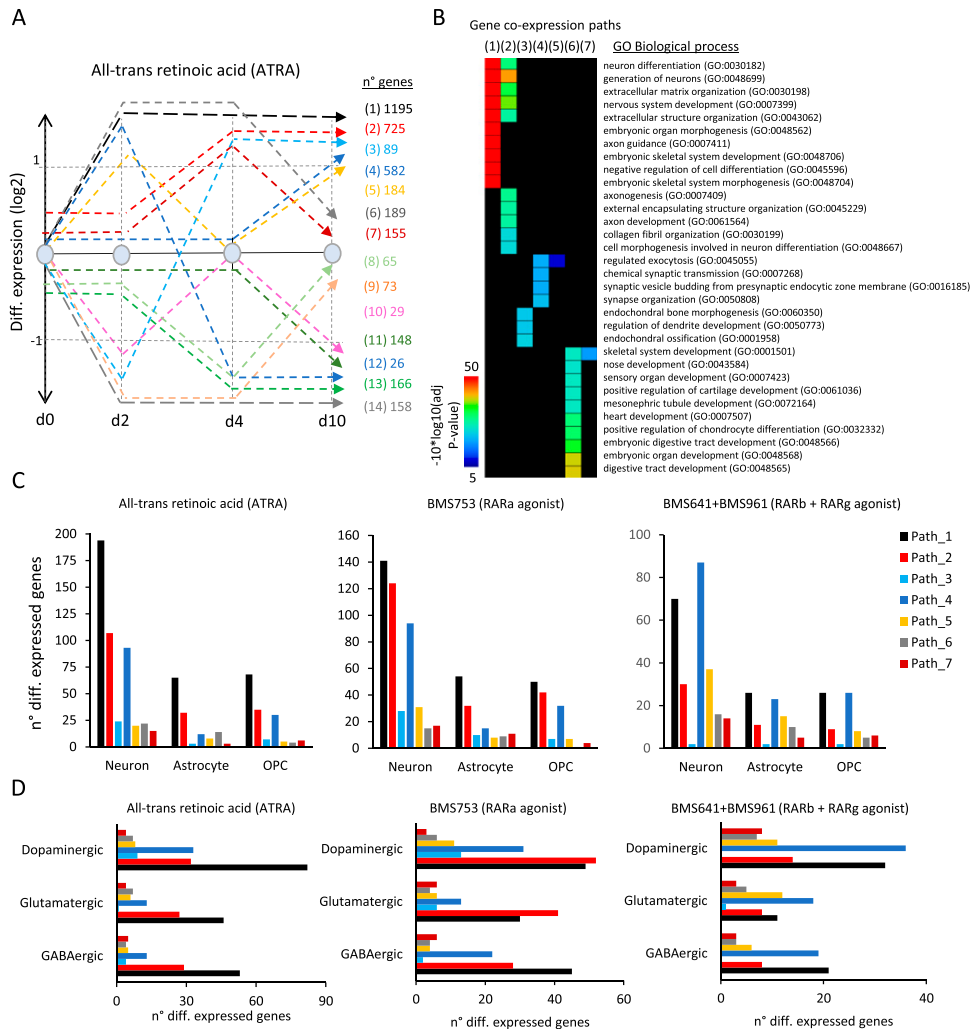 A
All-trans retinoic acid (ATRA)
n° genes
(1) 1195
(2) 725
(3) 89
(4) 582
(5) 184
(6) 189
(7) 155
(8) 65
(9) 73
(10) 29
(11) 148
(12) 26
(13) 166
(14) 158
Diff. expression (log2)
1
-1
d0
d2
d4
d10
B
Gene co-expression paths
(1)(2)(3)(4)(5)(6)(7)
GO Biological process
neuron differentiation (GO:0030182)
generation of neurons (GO:0048699)
extracellular matrix organization (GO:0030198)
nervous system development (GO:0007399)
extracellular structure organization (GO:0043062)
embryonic organ morphogenesis (GO:0048562)
axon guidance (GO:0007411)
embryonic skeletal system development (GO:0048706)
negative regulation of cell differentiation (GO:0045596)
embryonic skeletal system morphogenesis (GO:0048704)
axonogenesis (GO:0007409)
external encapsulating structure organization (GO:0045229)
axon development (GO:0061564)
collagen fibril organization (GO:0030199)
cell morphogenesis involved in neuron differentiation (GO:0048667)
regulated exocytosis (GO:0045055)
chemical synaptic transmission (GO:0007268)
synaptic vesicle budding from presynaptic endocytic zone membrane (GO:0016185)
synapse organization (GO:0050808)
endochondral bone morphogenesis (GO:0060350)
regulation of dendrite development (GO:0050773)
endochondral ossification (GO:0001958)
skeletal system development (GO:0001501)
nose development (GO:0043584)
sensory organ development (GO:0007423)
positive regulation of cartilage development (GO:0061036)
mesonephric tubule development (GO:0072164)
heart development (GO:0007507)
positive regulation of chondrocyte differentiation (GO:0032332)
embryonic digestive tract development (GO:0048566)
embryonic organ development (GO:0048568)
digestive tract development (GO:0048565)
50
5
-10*log10(adj
P-value)
C
All-trans retinoic acid (ATRA)
n° diff. expressed genes
200
175
150
125
100
75
50
25
0
Neuron
Astrocyte
OPC
BMS753 (RARa agonist)
160
140
120
100
80
60
40
20
0
Neuron
Astrocyte
OPC
BMS641+BMS961 (RARb + RARg agonist)
100
80
60
40
20
0
Neuron
Astrocyte
OPC
Path_1
Path_2
Path_3
Path_4
Path_5
Path_6
Path_7
D
All-trans retinoic acid (ATRA)
Dopaminergic
Glutamatergic
GABAergic
0
30
60
90
n° diff. expressed genes
BMS753 (RARa agonist)
Dopaminergic
Glutamatergic
GABAergic
0
20
40
60
n° diff. expressed genes
BMS641+BMS961 (RARb + RARg agonist)
Dopaminergic
Glutamatergic
GABAergic
0
20
40
n° diff. expressed genes